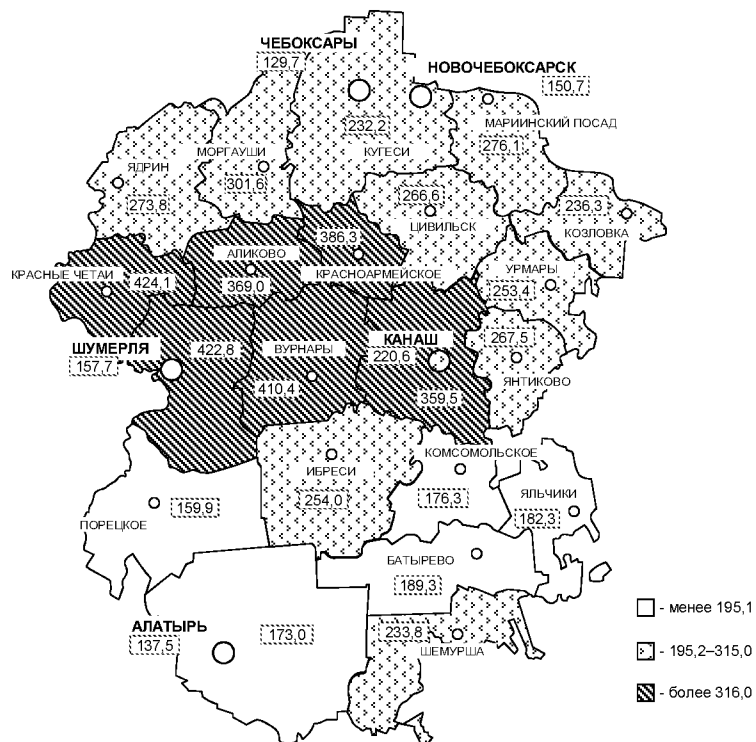 ЧЕБОКСАРЫ
129,7
НОВОЧЕБОКСАРСК
150,7
232,2
КУГЕСИ
МАРИИНСКИЙ ПОСАД
276,1
МОРГАУШИ
301,6
ЯДРИН
273,8
266,6
ЦИВИЛЬСК
236,3
КОЗЛОВКА
386,3
КРАСНОАРМЕЙСКОЕ
АЛИКОВО
369,0
КРАСНЫЕ ЧЕТАИ
424,1
УРМАРЫ
253,4
ШУМЕРЛЯ
157,7
422,8
ВУРНАРЫ
410,4
КАНАШ
220,6
359,5
267,5
ЯНТИКОВО
ИБРЕСИ
254,0
КОМСОМОЛЬСКОЕ
176,3
ЯЛЬЧИКИ
182,3
ПОРЕЦКОЕ
159,9
БАТЫРЕВО
189,3
АЛАТЫРЬ
137,5
173,0
233,8
ШЕМУРША
- менее 195,1
- 195,2–315,0
- более 316,0